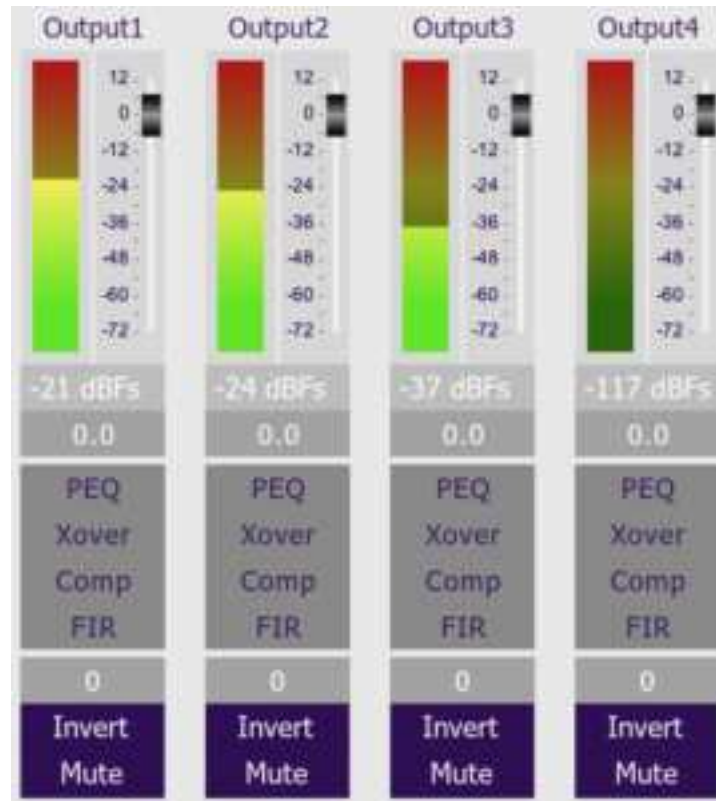 Output1 Output2 Output3 Output4
12 12 12 12
0 0 0 0
-12 -12 -12 -12
-24 -24 -24 -24
-36 -36 -36 -36
-48 -48 -48 -48
-60 -60 -60 -60
-72 -72 -72 -72
-21 dBFs -24 dBFs -37 dBFs -117 dBFs
0.0 0.0 0.0 0.0
PEQ PEQ PEQ PEQ
Xover Xover Xover Xover
Comp Comp Comp Comp
FIR FIR FIR FIR
0 0 0 0
Invert Invert Invert Invert
Mute Mute Mute Mute